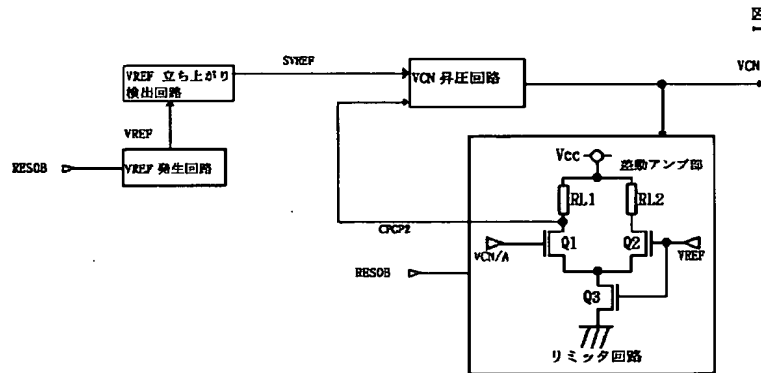 SVREF
VREF 立ち上がり
検出回路
VCN 昇圧回路
VCN
VREF
RESOB
VREF 発生回路
Vcc
差動アンプ部
RL1
RL2
CPCP2
Q1
Q2
VCN/A
VREF
RESOB
Q3
リミッタ回路